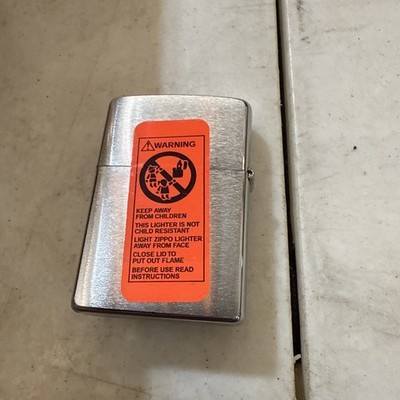 WARNING
KEEP AWAY
FROM CHILDREN
THIS LIGHTER IS NOT
CHILD RESISTANT
LIGHT ZIPPO LIGHTER
AWAY FROM FACE
CLOSE LID TO
PUT OUT FLAME
BEFORE USE READ
INSTRUCTIONS